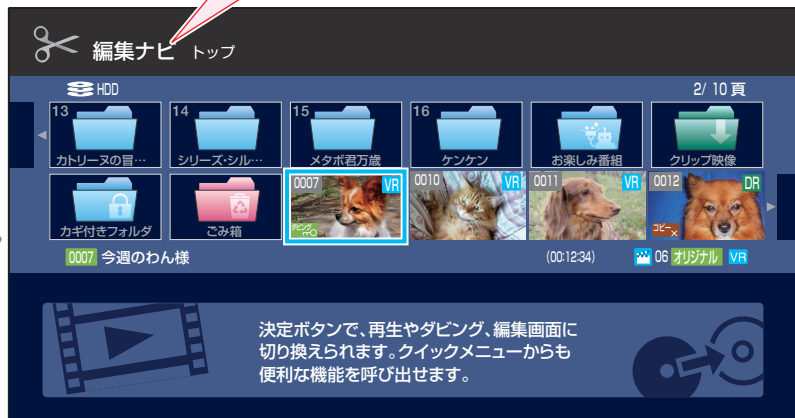 編集ナビ トップ
HDD 2/ 10 頁
13 14 15 16
カトリーヌの冒… シリーズ・シル… メタボ君万歳 ケンケン お楽しみ番組 クリップ映像
0007 VR 0010 VR 0011 VR 0012 DR
ダビング コピー×
カギ付きフォルダ ごみ箱
0007 今週のわん様 (00:12:34) 06 オリジナル VR
決定ボタンで、再生やダビング、編集画面に
切り換えられます。クイックメニューからも
便利な機能を呼び出せます。